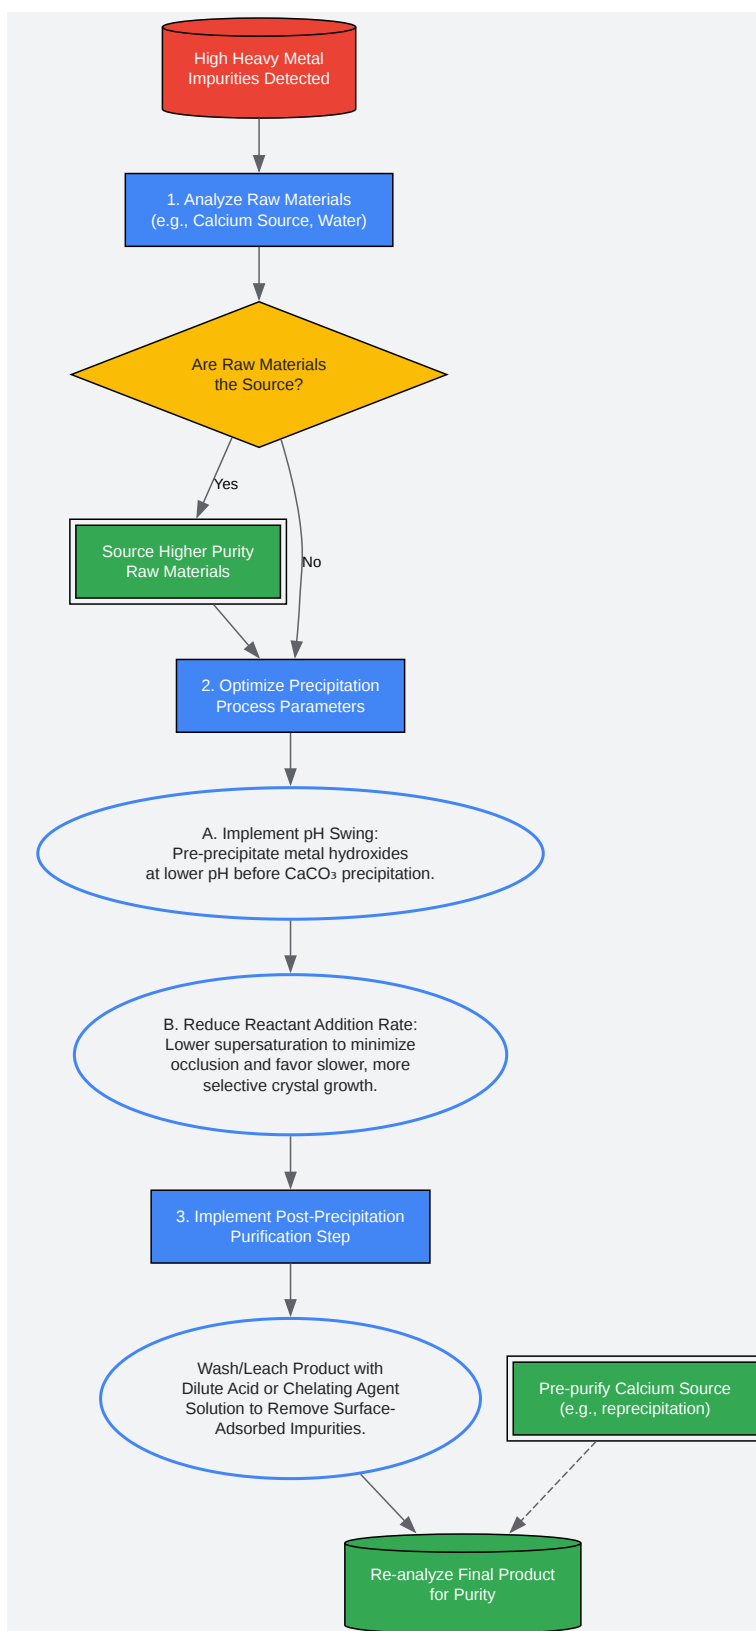 High Heavy Metal
Impurities Detected
1. Analyze Raw Materials
(e.g., Calcium Source, Water)
Are Raw Materials
the Source?
Yes
No
Source Higher Purity
Raw Materials
2. Optimize Precipitation
Process Parameters
A. Implement pH Swing:
Pre-precipitate metal hydroxides
at lower pH before CaCO₃ precipitation.
B. Reduce Reactant Addition Rate:
Lower supersaturation to minimize
occlusion and favor slower, more
selective crystal growth.
3. Implement Post-Precipitation
Purification Step
Wash/Leach Product with
Dilute Acid or Chelating Agent
Solution to Remove Surface-
Adsorbed Impurities.
Pre-purify Calcium Source
(e.g., reprecipitation)
Re-analyze Final Product
for Purity